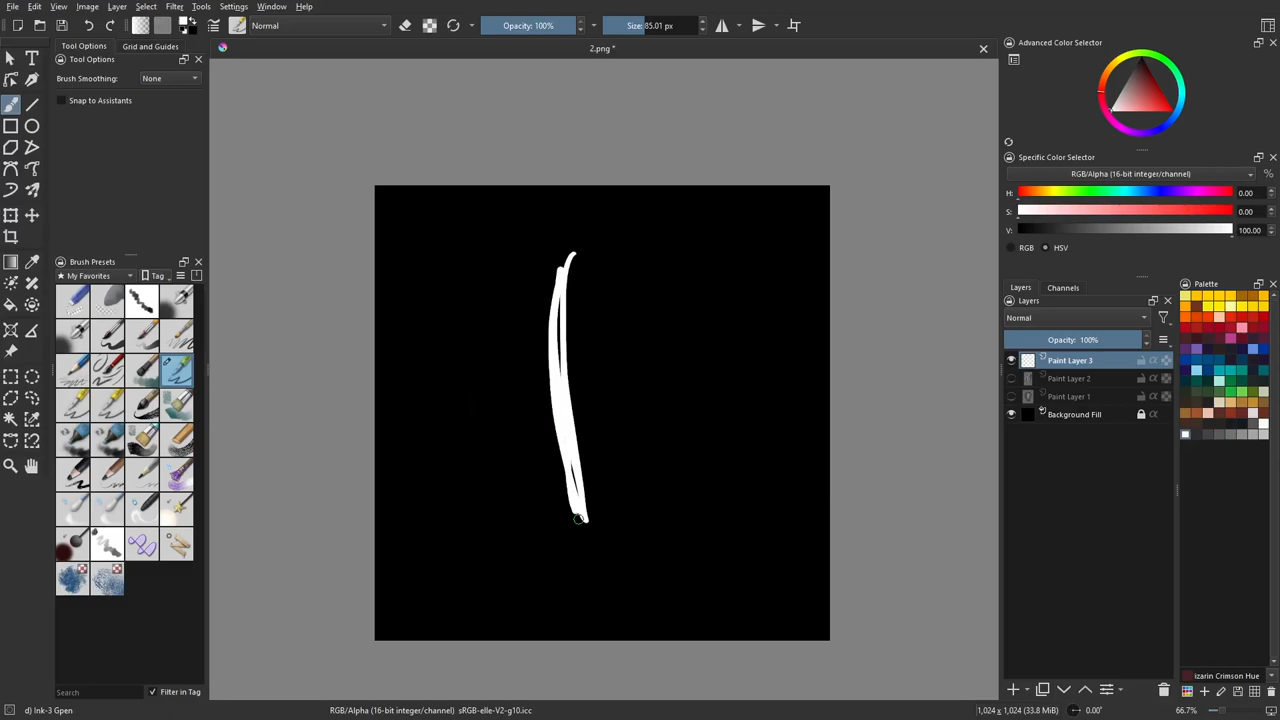 File Edit View Image Layer Select Filter Tools Settings Window Help
Normal Opacity: 100% Size: 85.01 px
2.png *
Tool Options Grid and Guides
Tool Options
Brush Smoothing: None
Snap to Assistants
Brush Presets
My Favorites Tag
Search Filter in Tag
Advanced Color Selector
Specific Color Selector
RGB/Alpha (16-bit integer/channel) %
H: 0.00
S: 0.00
V: 100.00
RGB HSV
Layers Channels
Layers
Normal
Opacity: 100%
Paint Layer 3
Paint Layer 2
Paint Layer 1
Background Fill
Palette
izarin Crimson Hue
d) Ink-3 Gpen
RGB/Alpha (16-bit integer/channel) sRGB-elle-V2-g10.icc
1,024 x 1,024 (33.8 MiB) 0.00° 66.7%